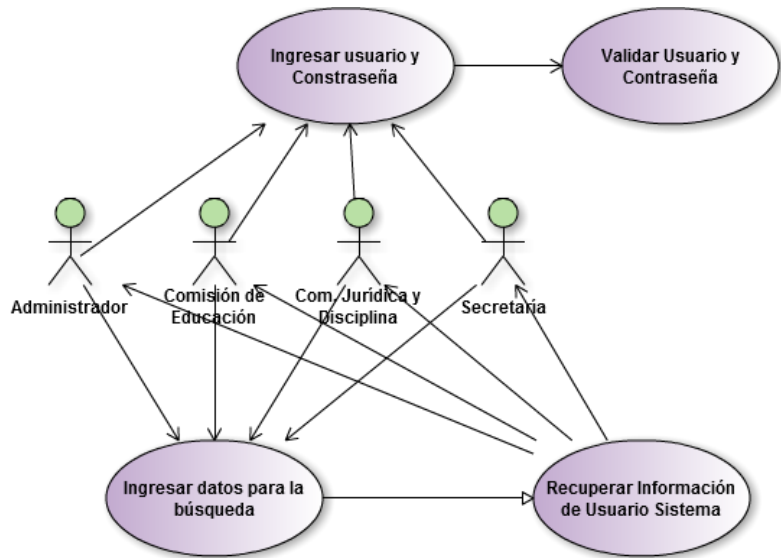 Ingresar usuario y
Constraseña
Validar Usuario y
Contraseña
Administrador
Comisión de
Educación
Com. Jurídica y
Disciplina
Secretaría
Ingresar datos para la
búsqueda
Recuperar Información
de Usuario Sistema